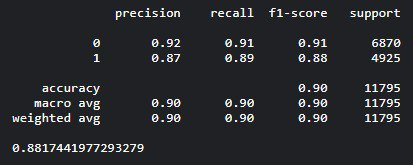 precision recall f1-score support
0 0.92 0.91 0.91 6870
1 0.87 0.89 0.88 4925
accuracy 0.90 11795
macro avg 0.90 0.90 0.90 11795
weighted avg 0.90 0.90 0.90 11795
0.8817441977293279